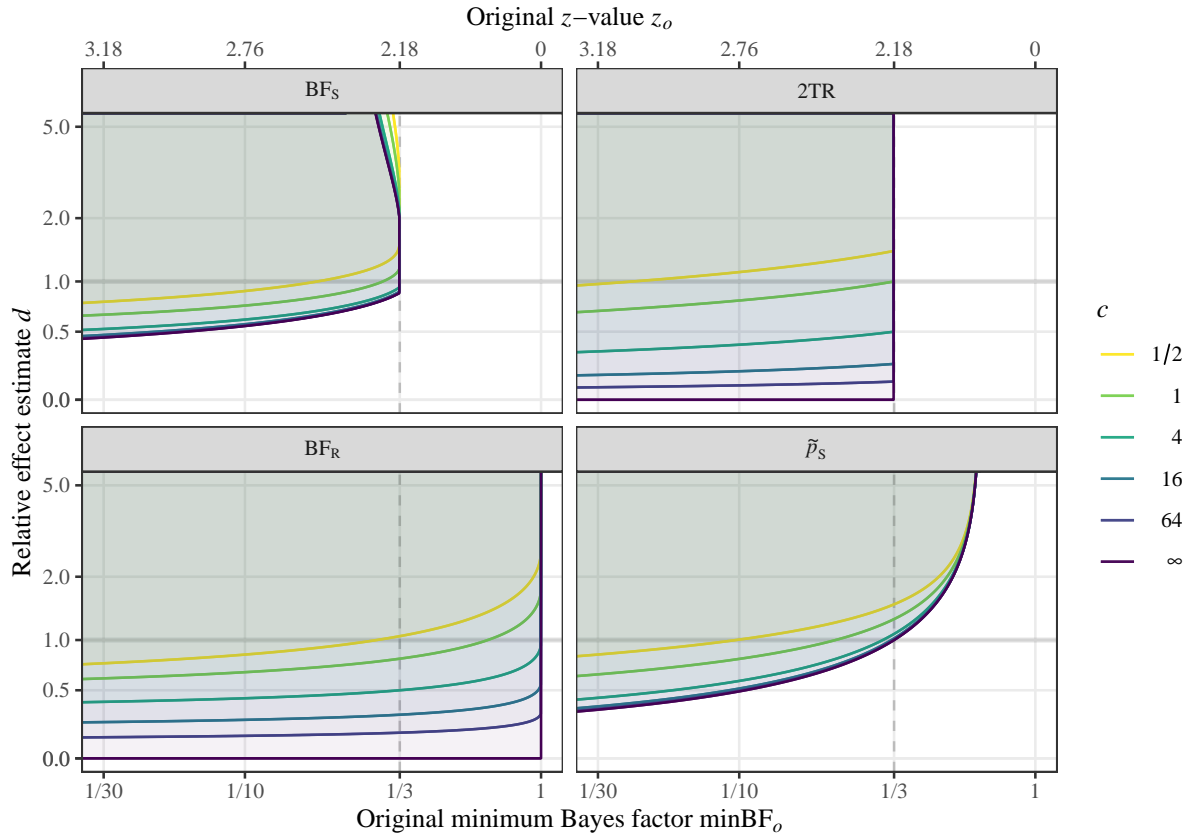 Original z−value zₒ
3.18 2.76 2.18 0 3.18 2.76 2.18 0
BF_S 2TR
5.0
2.0
1.0
0.5
0.0
BF_R p̃_S
5.0
2.0
1.0
0.5
0.0
1/30 1/10 1/3 1 1/30 1/10 1/3 1
Original minimum Bayes factor minBFₒ
Relative effect estimate d
c
1/2
1
4
16
64
∞